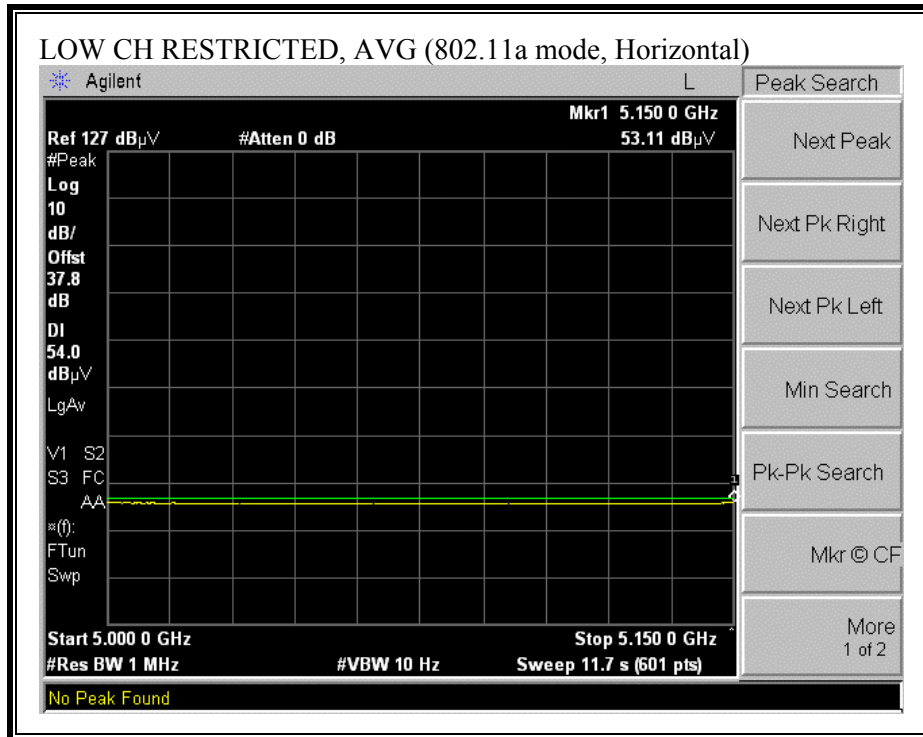 LOW CH RESTRICTED, AVG (802.11a mode, Horizontal)
Agilent
L
Peak Search
Mkr1 5.150 0 GHz
Ref 127 dBµV
#Atten 0 dB
53.11 dBµV
#Peak
Log
10
dB/
Offst
37.8
dB
DI
54.0
dBµV
LgAv
V1 S2
S3 FC
AA
¤(f):
FTun
Swp
1
Start 5.000 0 GHz
Stop 5.150 0 GHz
#Res BW 1 MHz
#VBW 10 Hz
Sweep 11.7 s (601 pts)
No Peak Found
Next Peak
Next Pk Right
Next Pk Left
Min Search
Pk-Pk Search
Mkr © CF
More
1 of 2